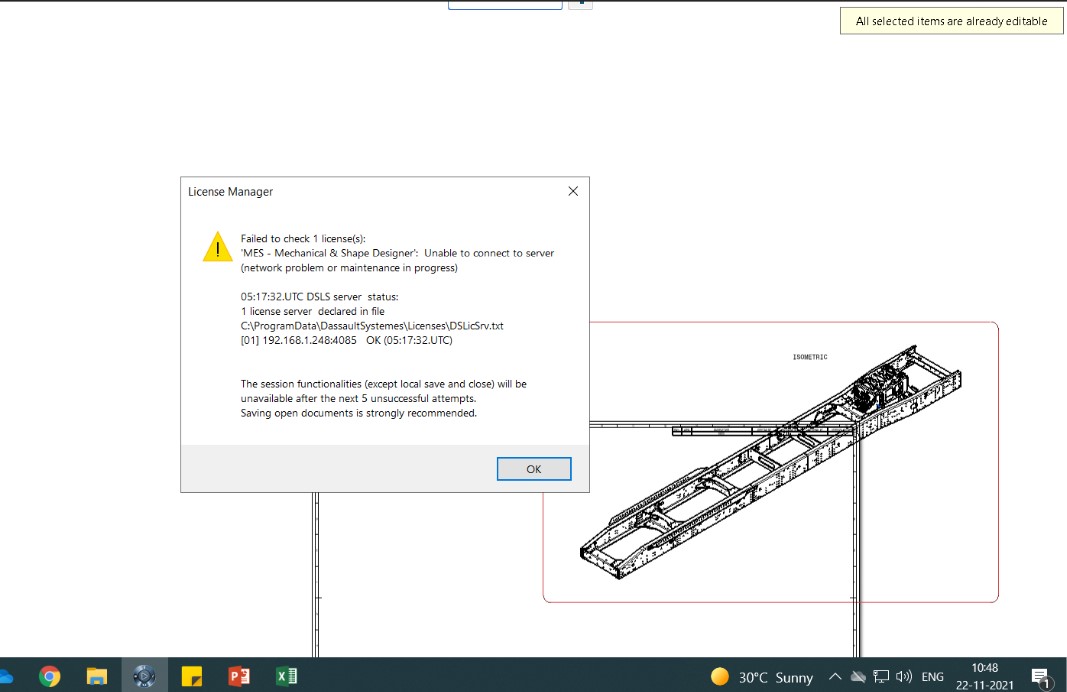 All selected items are already editable
License Manager
Failed to check 1 license(s):
'MES - Mechanical & Shape Designer': Unable to connect to server
(network problem or maintenance in progress)
05:17:32.UTC DSLS server status:
1 license server declared in file
C:\ProgramData\DassaultSystemes\Licenses\DSLicSrv.txt
[01] 192.168.1.248:4085 OK (05:17:32.UTC)
The session functionalities (except local save and close) will be
unavailable after the next 5 unsuccessful attempts.
Saving open documents is strongly recommended.
OK
ISOMETRIC
30°C Sunny
ENG
10:48
22-11-2021
1